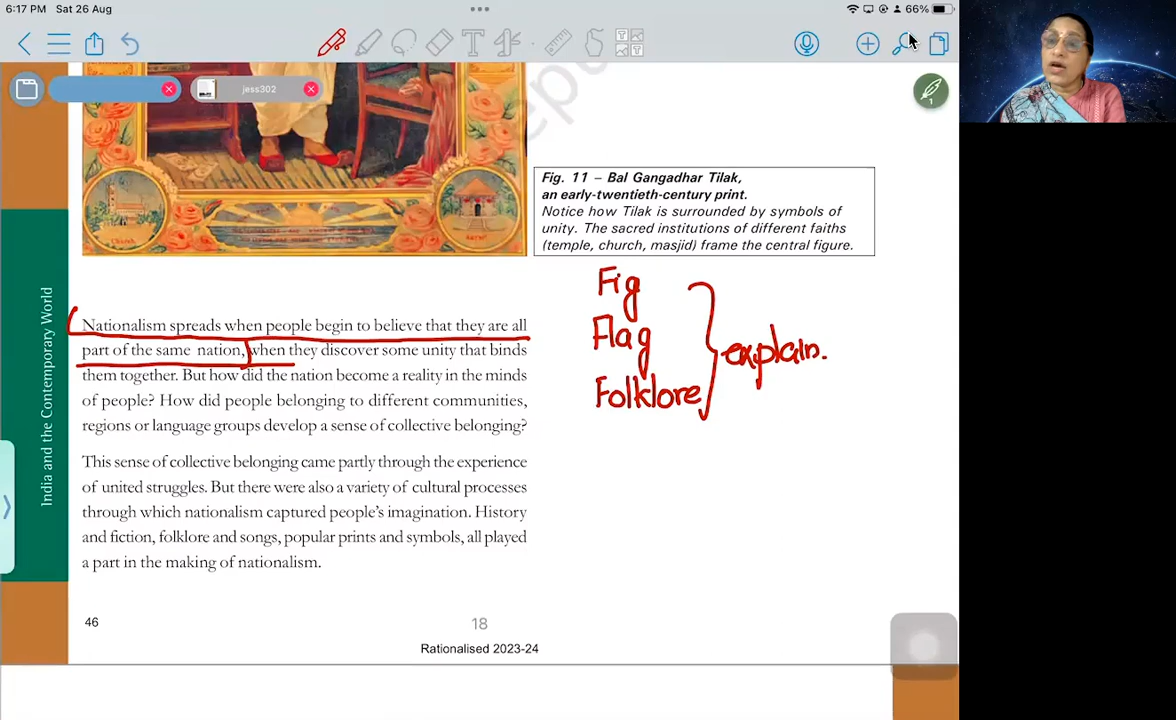 6:17 PM Sat 26 Aug
66%
jess302
1
Church
Fig. 11 – Bal Gangadhar Tilak,
an early-twentieth-century print.
Notice how Tilak is surrounded by symbols of
unity. The sacred institutions of different faiths
(temple, church, masjid) frame the central figure.
Fig
Flag
Folklore
explain.
India and the Contemporary World
Nationalism spreads when people begin to believe that they are all
part of the same nation, when they discover some unity that binds
them together. But how did the nation become a reality in the minds
of people? How did people belonging to different communities,
regions or language groups develop a sense of collective belonging?
This sense of collective belonging came partly through the experience
of united struggles. But there were also a variety of cultural processes
through which nationalism captured people's imagination. History
and fiction, folklore and songs, popular prints and symbols, all played
a part in the making of nationalism.
46
18
Rationalised 2023-24